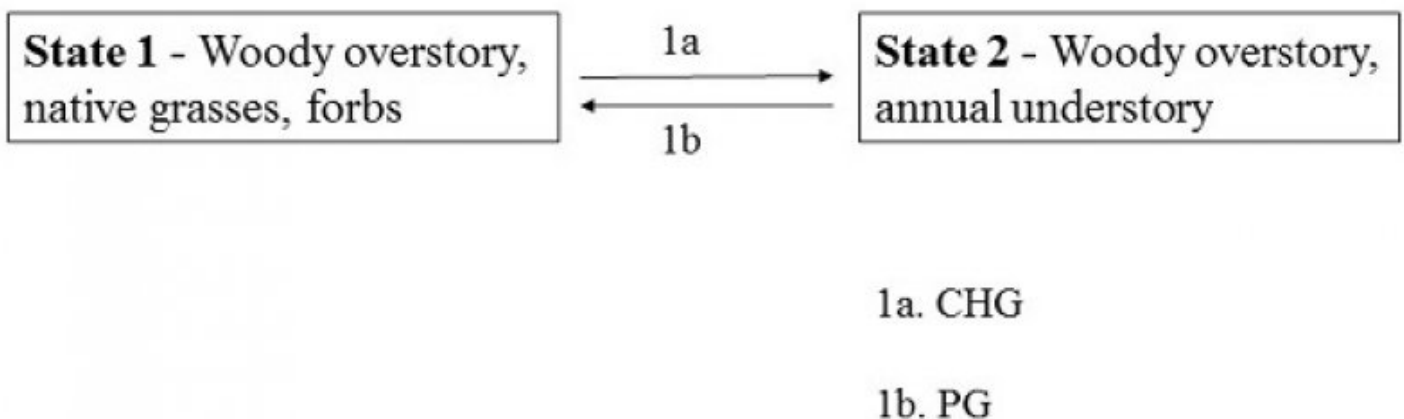 State 1 - Woody overstory,
native grasses, forbs
1a
1b
State 2 - Woody overstory,
annual understory
1a. CHG
1b. PG